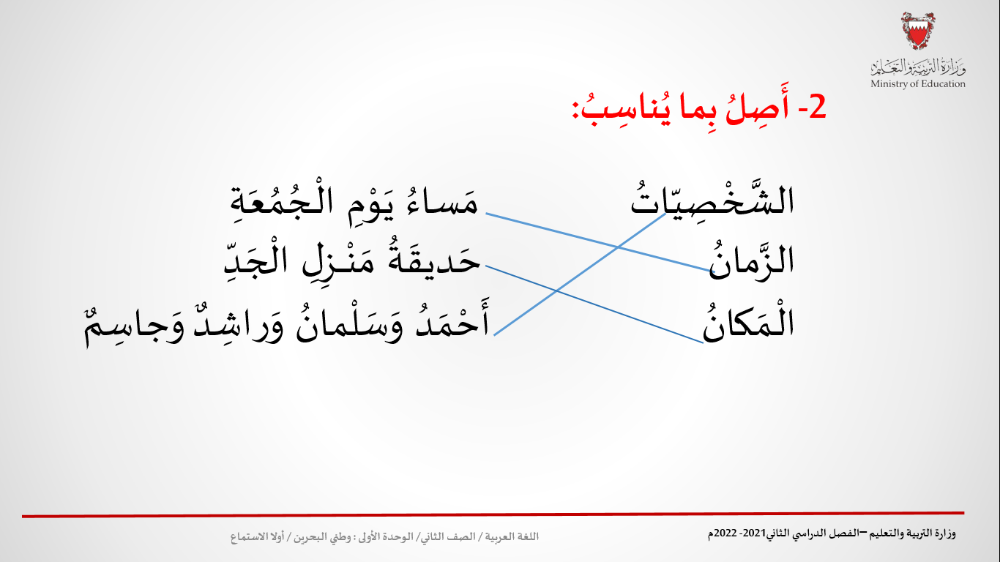 وزارة التربية والتعليم
Ministry of Education
2- أَصِلُ بِما يُناسِبُ:
الشَّخْصِيّاتُ مَساءُ يَوْمِ الْجُمُعَةِ
الزَّمانُ حَديقَةُ مَنْزِلِ الْجَدِّ
الْمَكانُ أَحْمَدُ وَسَلْمانُ وَراشِدٌ وَجاسِمٌ
وزارة التربية والتعليم –الفصل الدراسي الثاني2021- 2022م
اللغة العربية / الصف الثاني/ الوحدة الأولى : وطني البحرين / أولا الاستماع